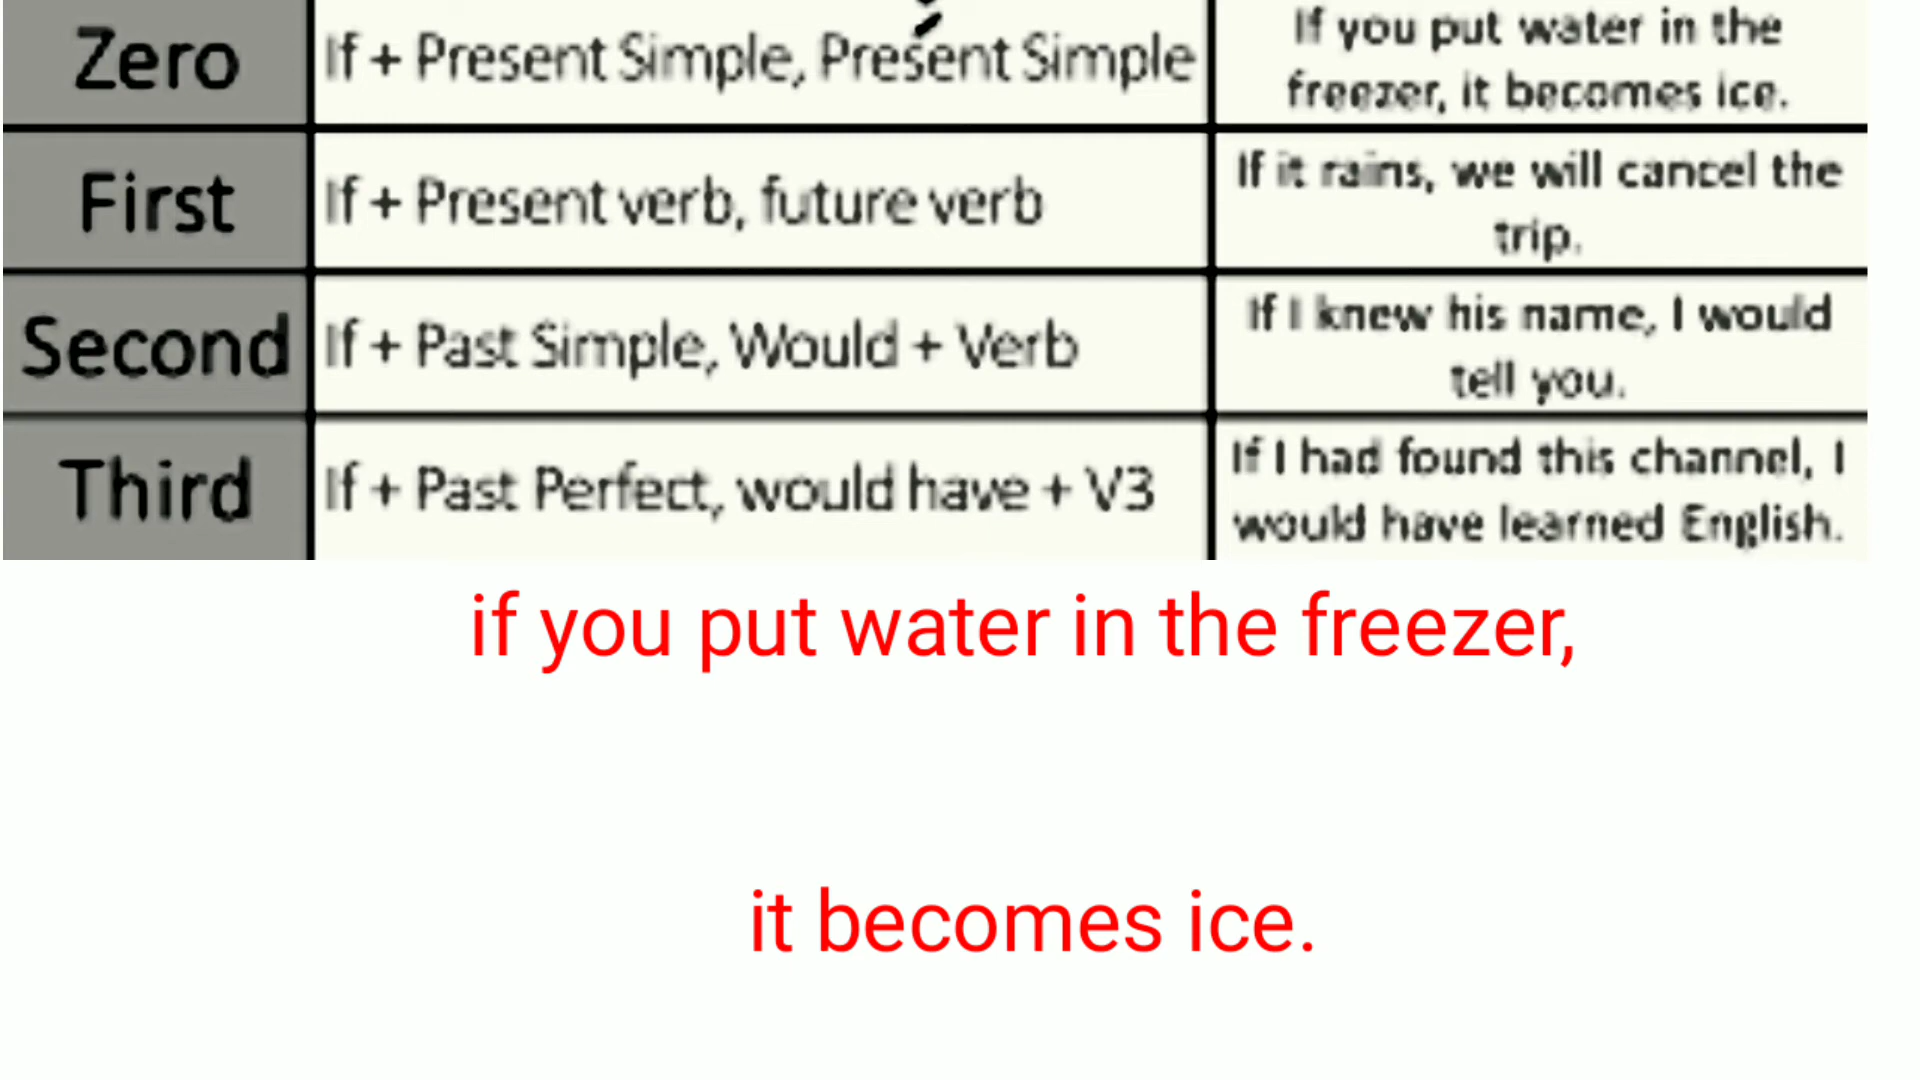 Zero
If + Present Simple, Present Simple
If you put water in the
freezer, it becomes ice.
First
If + Present verb, future verb
If it rains, we will cancel the
trip.
Second
If + Past Simple, Would + Verb
If I knew his name, I would
tell you.
Third
If + Past Perfect, would have + V3
If I had found this channel, I
would have learned English.
if you put water in the freezer,
it becomes ice.